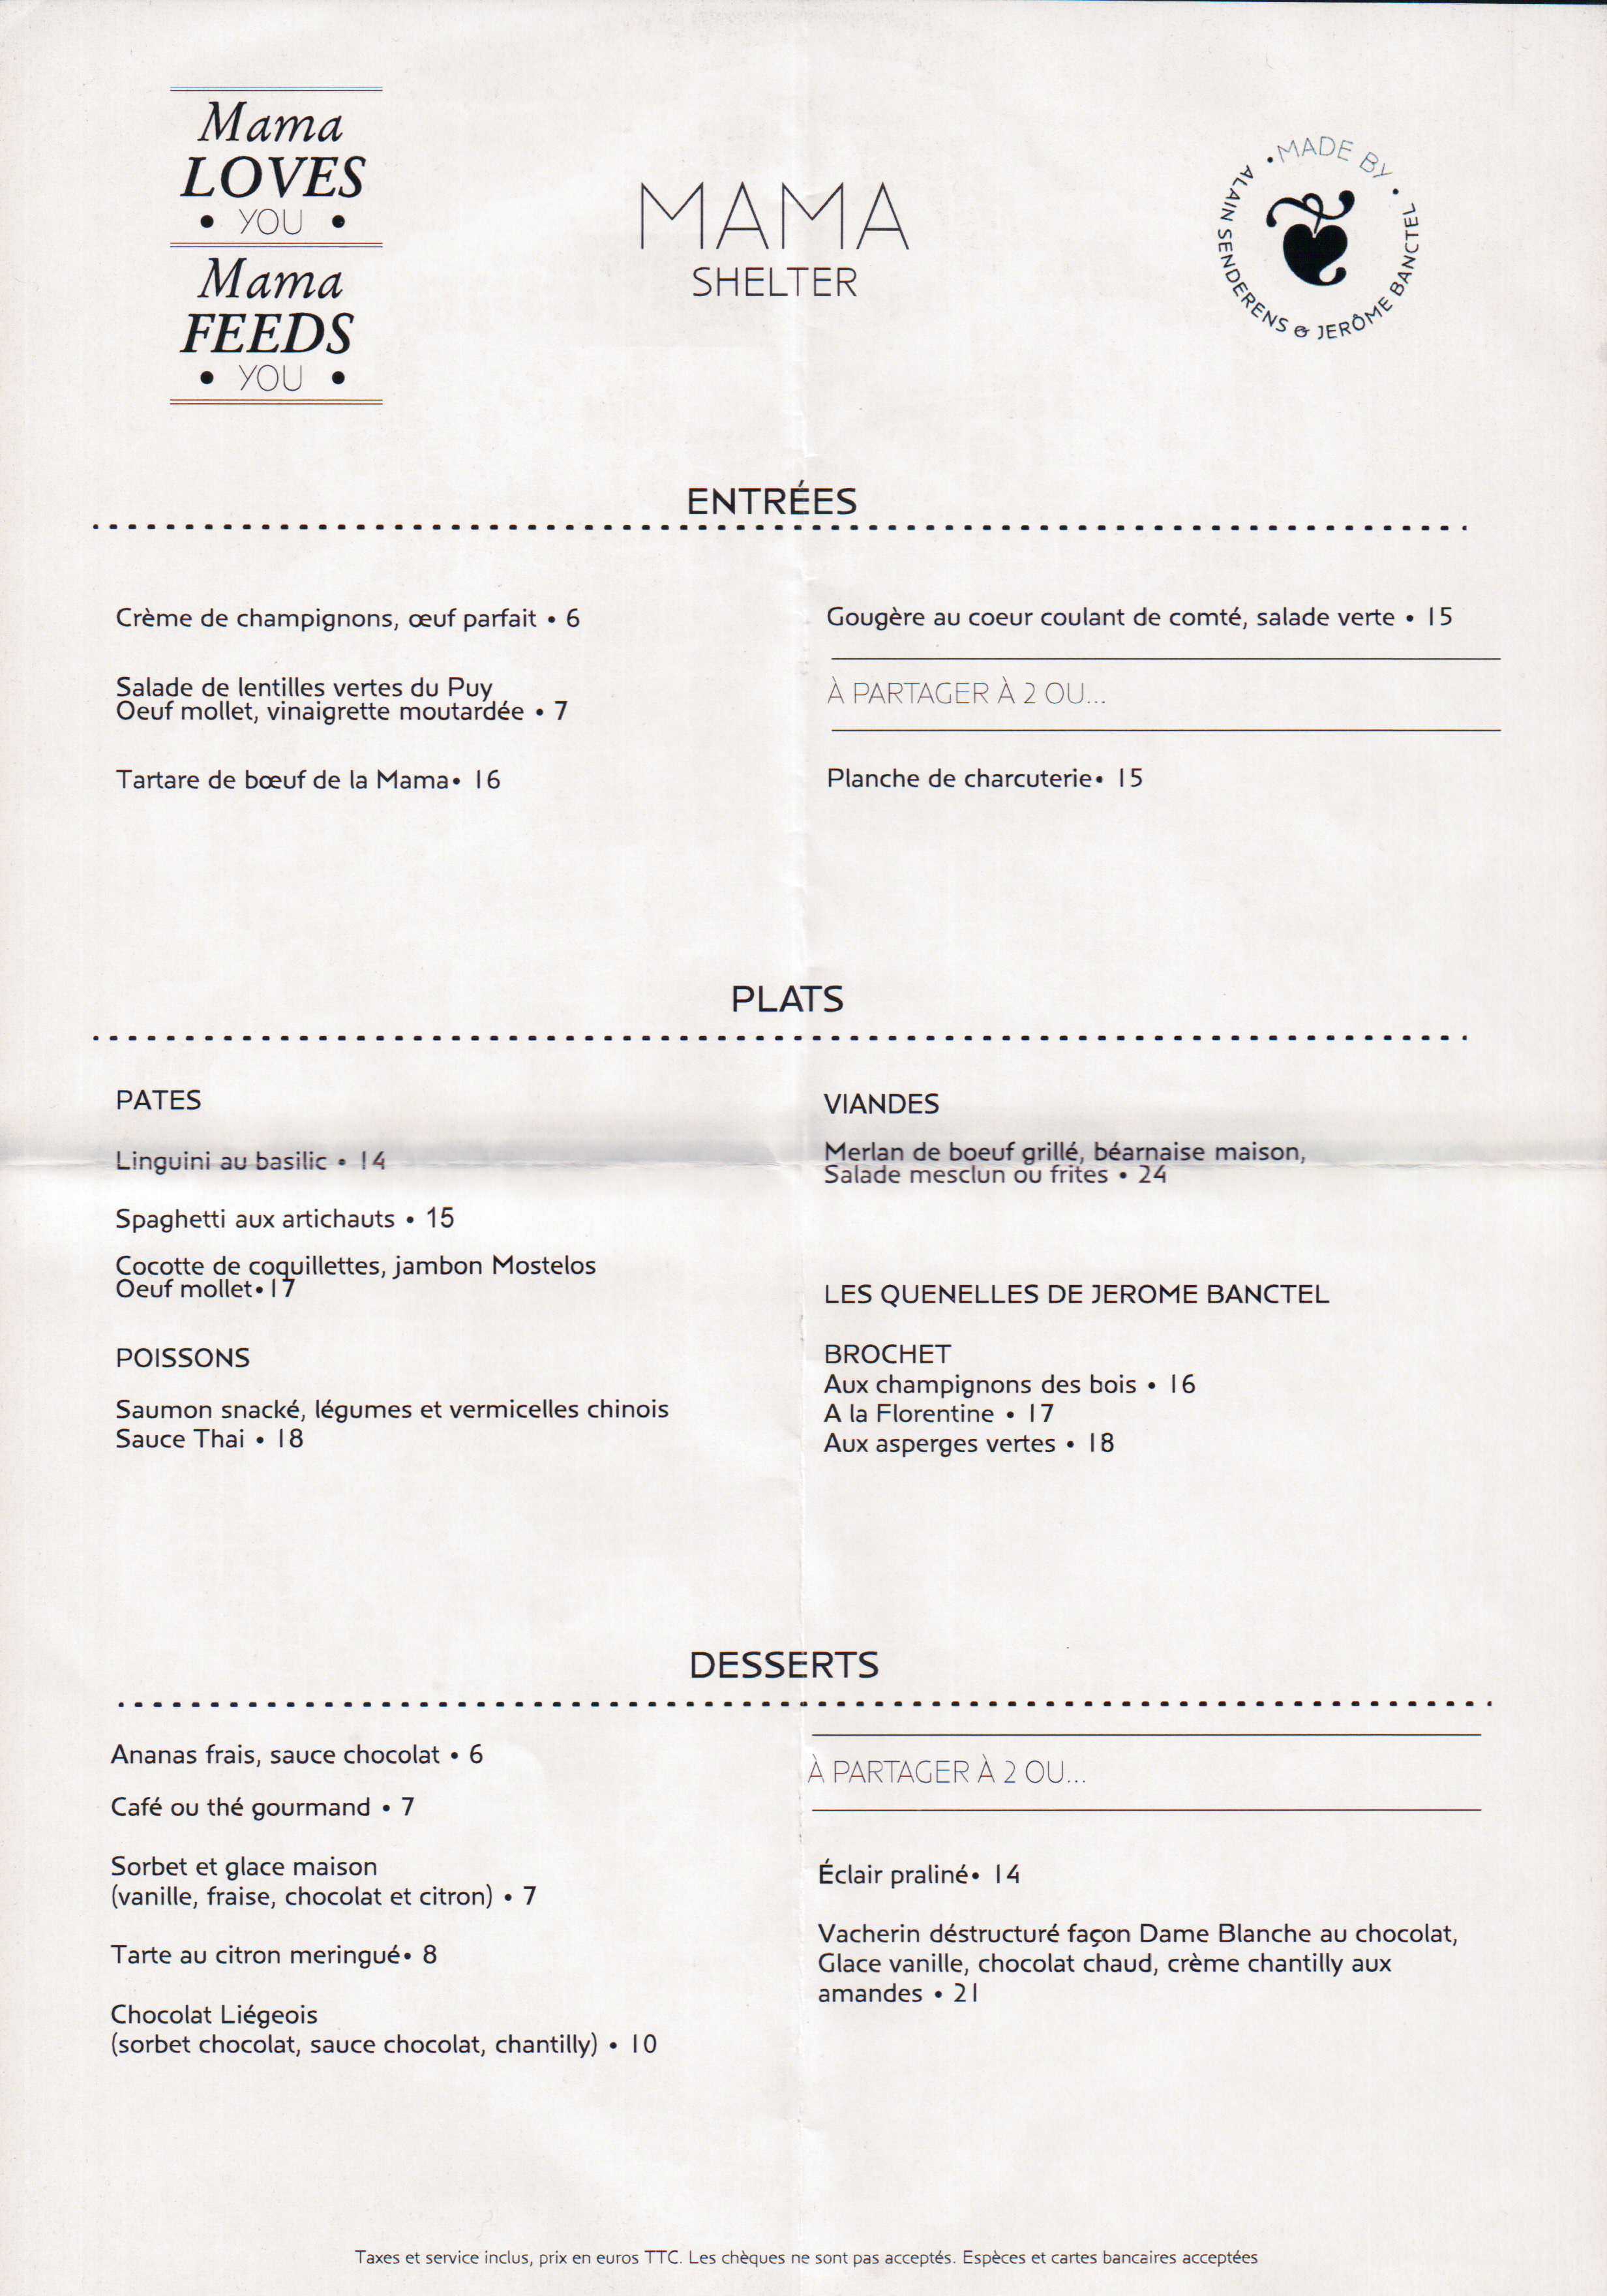 Mama
LOVES
• YOU •
Mama
FEEDS
• YOU •
MAMA
SHELTER
• MADE BY •
ALAIN SENDERENS & JERÔME BANCTEL
ENTRÉES
Crème de champignons, œuf parfait • 6
Salade de lentilles vertes du Puy
Oeuf mollet, vinaigrette moutardée • 7
Tartare de bœuf de la Mama• 16
Gougère au coeur coulant de comté, salade verte • 15
À PARTAGER À 2 OU...
Planche de charcuterie• 15
PLATS
PATES
Linguini au basilic • 14
Spaghetti aux artichauts • 15
Cocotte de coquillettes, jambon Mostelos
Oeuf mollet• 17
POISSONS
Saumon snacké, légumes et vermicelles chinois
Sauce Thai • 18
VIANDES
Merlan de boeuf grillé, béarnaise maison,
Salade mesclun ou frites • 24
LES QUENELLES DE JEROME BANCTEL
BROCHET
Aux champignons des bois • 16
A la Florentine • 17
Aux asperges vertes • 18
DESSERTS
Ananas frais, sauce chocolat • 6
Café ou thé gourmand • 7
Sorbet et glace maison
(vanille, fraise, chocolat et citron) • 7
Tarte au citron meringué• 8
Chocolat Liégeois
(sorbet chocolat, sauce chocolat, chantilly) • 10
À PARTAGER À 2 OU...
Éclair praliné• 14
Vacherin déstructuré façon Dame Blanche au chocolat,
Glace vanille, chocolat chaud, crème chantilly aux
amandes • 21
Taxes et service inclus, prix en euros TTC. Les chèques ne sont pas acceptés. Espèces et cartes bancaires acceptées